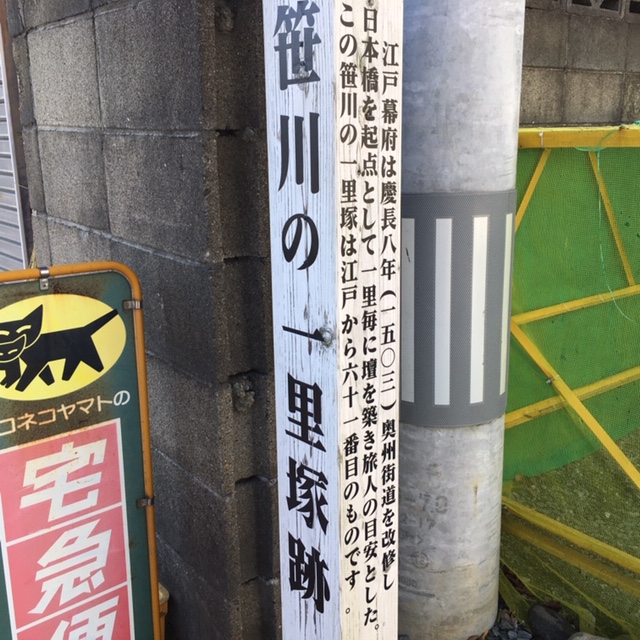 笹川の一里塚跡
江戸幕府は慶長八年（一五〇三）奥州街道を改修し
日本橋を起点として一里毎に壇を築き旅人の目安とした。
この笹川の一里塚は江戸から六十一番目のものです。
コネコヤマトの
宅急便